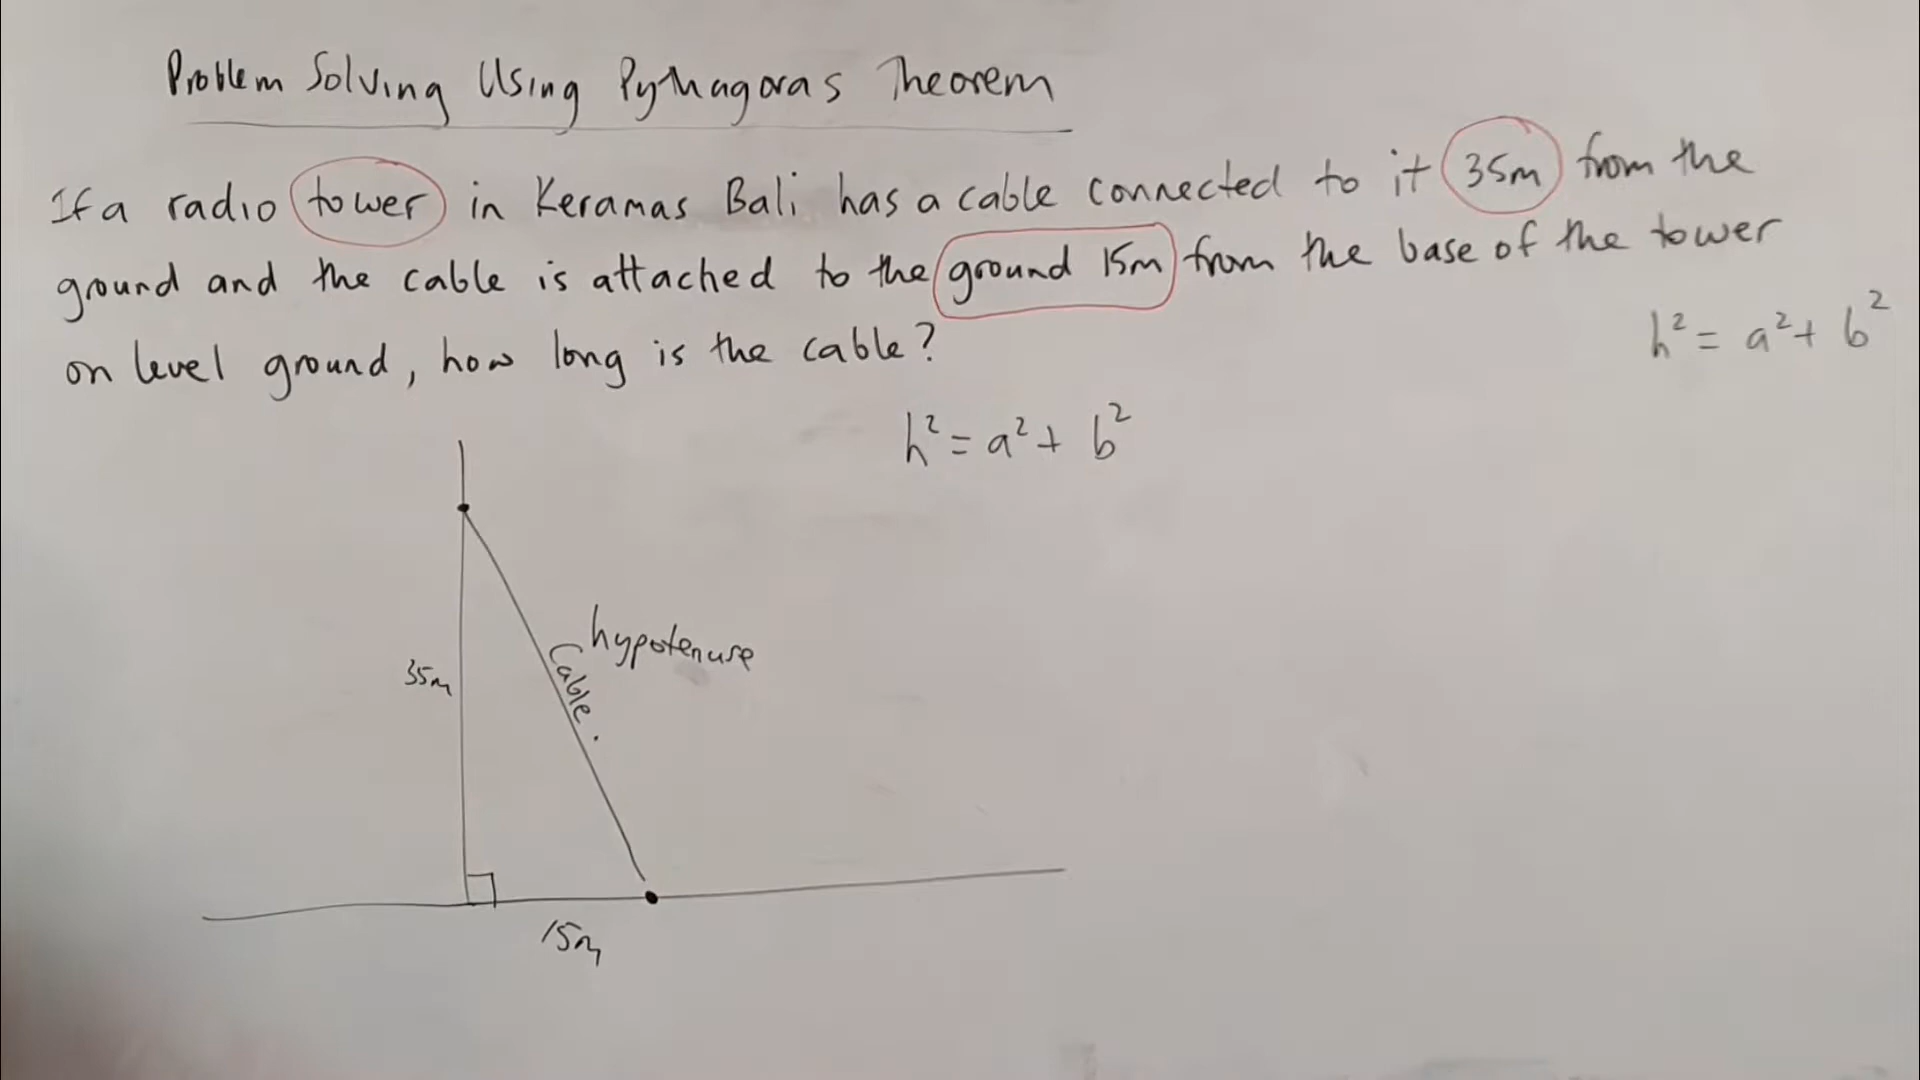 Problem Solving Using Pythagoras Theorem
If a radio tower in Keramas Bali has a cable connected to it 35m from the
ground and the cable is attached to the ground 15m from the base of the tower
on level ground, how long is the cable?
h² = a² + b²
h² = a² + b²
hypotenuse
Cable.
35m
15m